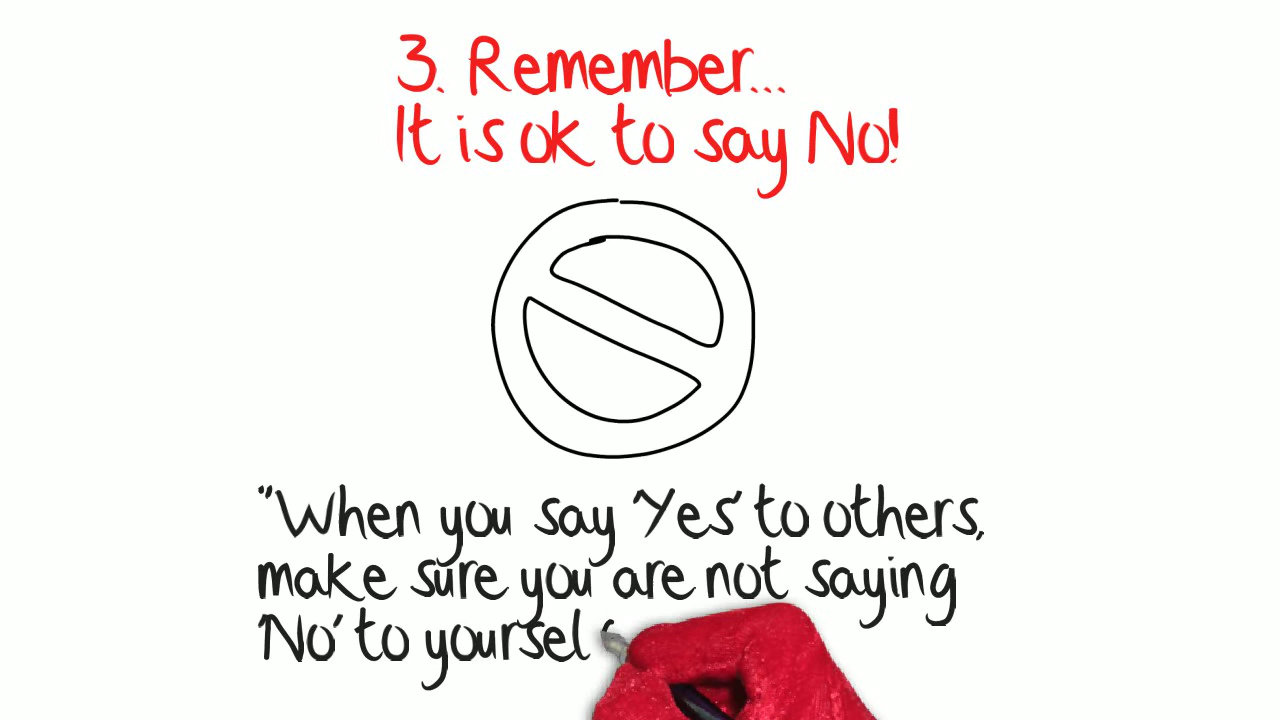 3. Remember...
It is ok to say No!
"When you say 'Yes' to others,
make sure you are not saying
'No' to yoursel